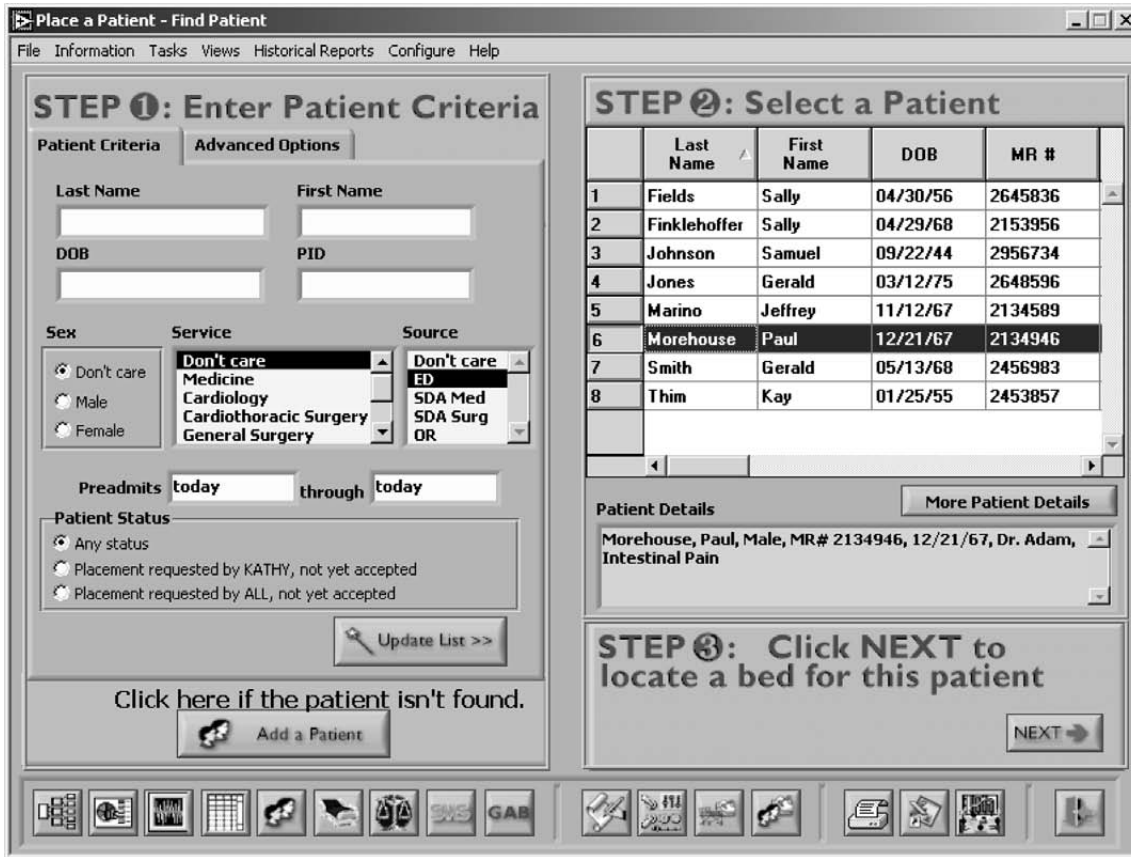 Place a Patient - Find Patient
File Information Tasks Views Historical Reports Configure Help
STEP 1: Enter Patient Criteria
Patient Criteria Advanced Options
Last Name First Name
DOB PID
Sex Service Source
Don't care
Male
Female
Don't care
Medicine
Cardiology
Cardiothoracic Surgery
General Surgery
Don't care
ED
SDA Med
SDA Surg
OR
Preadmits today through today
Patient Status
Any status
Placement requested by KATHY, not yet accepted
Placement requested by ALL, not yet accepted
Update List >>
Click here if the patient isn't found.
Add a Patient
STEP 2: Select a Patient
Last Name First Name DOB MR #
1 Fields Sally 04/30/56 2645836
2 Finklehoffer Sally 04/29/68 2153956
3 Johnson Samuel 09/22/44 2956734
4 Jones Gerald 03/12/75 2648596
5 Marino Jeffrey 11/12/67 2134589
6 Morehouse Paul 12/21/67 2134946
7 Smith Gerald 05/13/68 2456983
8 Thim Kay 01/25/55 2453857
Patient Details More Patient Details
Morehouse, Paul, Male, MR# 2134946, 12/21/67, Dr. Adam,
Intestinal Pain
STEP 3: Click NEXT to
locate a bed for this patient
NEXT
SMS GAB